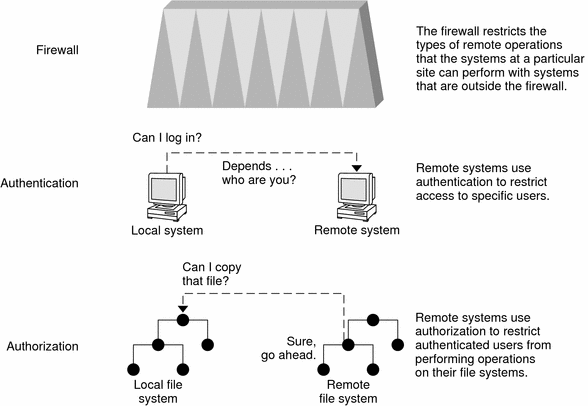 Firewall
The firewall restricts the
types of remote operations
that the systems at a particular
site can perform with systems
that are outside the firewall.
Can I log in?
Depends . . .
who are you?
Authentication
Remote systems use
authentication to restrict
access to specific users.
Local system
Remote system
Can I copy
that file?
Authorization
Sure,
go ahead.
Remote systems use
authorization to restrict
authenticated users from
performing operations
on their file systems.
Local file
system
Remote
file system